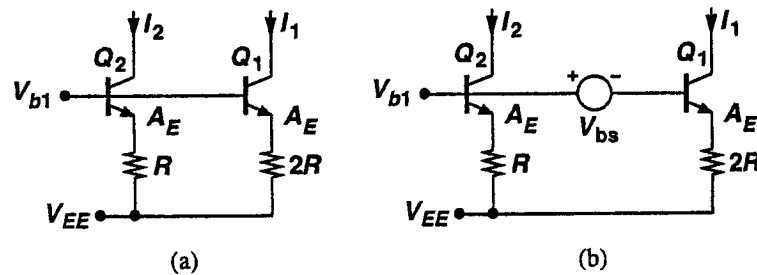 I2 I1
Q2 Q1
Vb1
AE AE
R 2R
VEE
(a)
I2 I1
Q2 Q1
+ −
Vb1
AE Vbs AE
R 2R
VEE
(b)